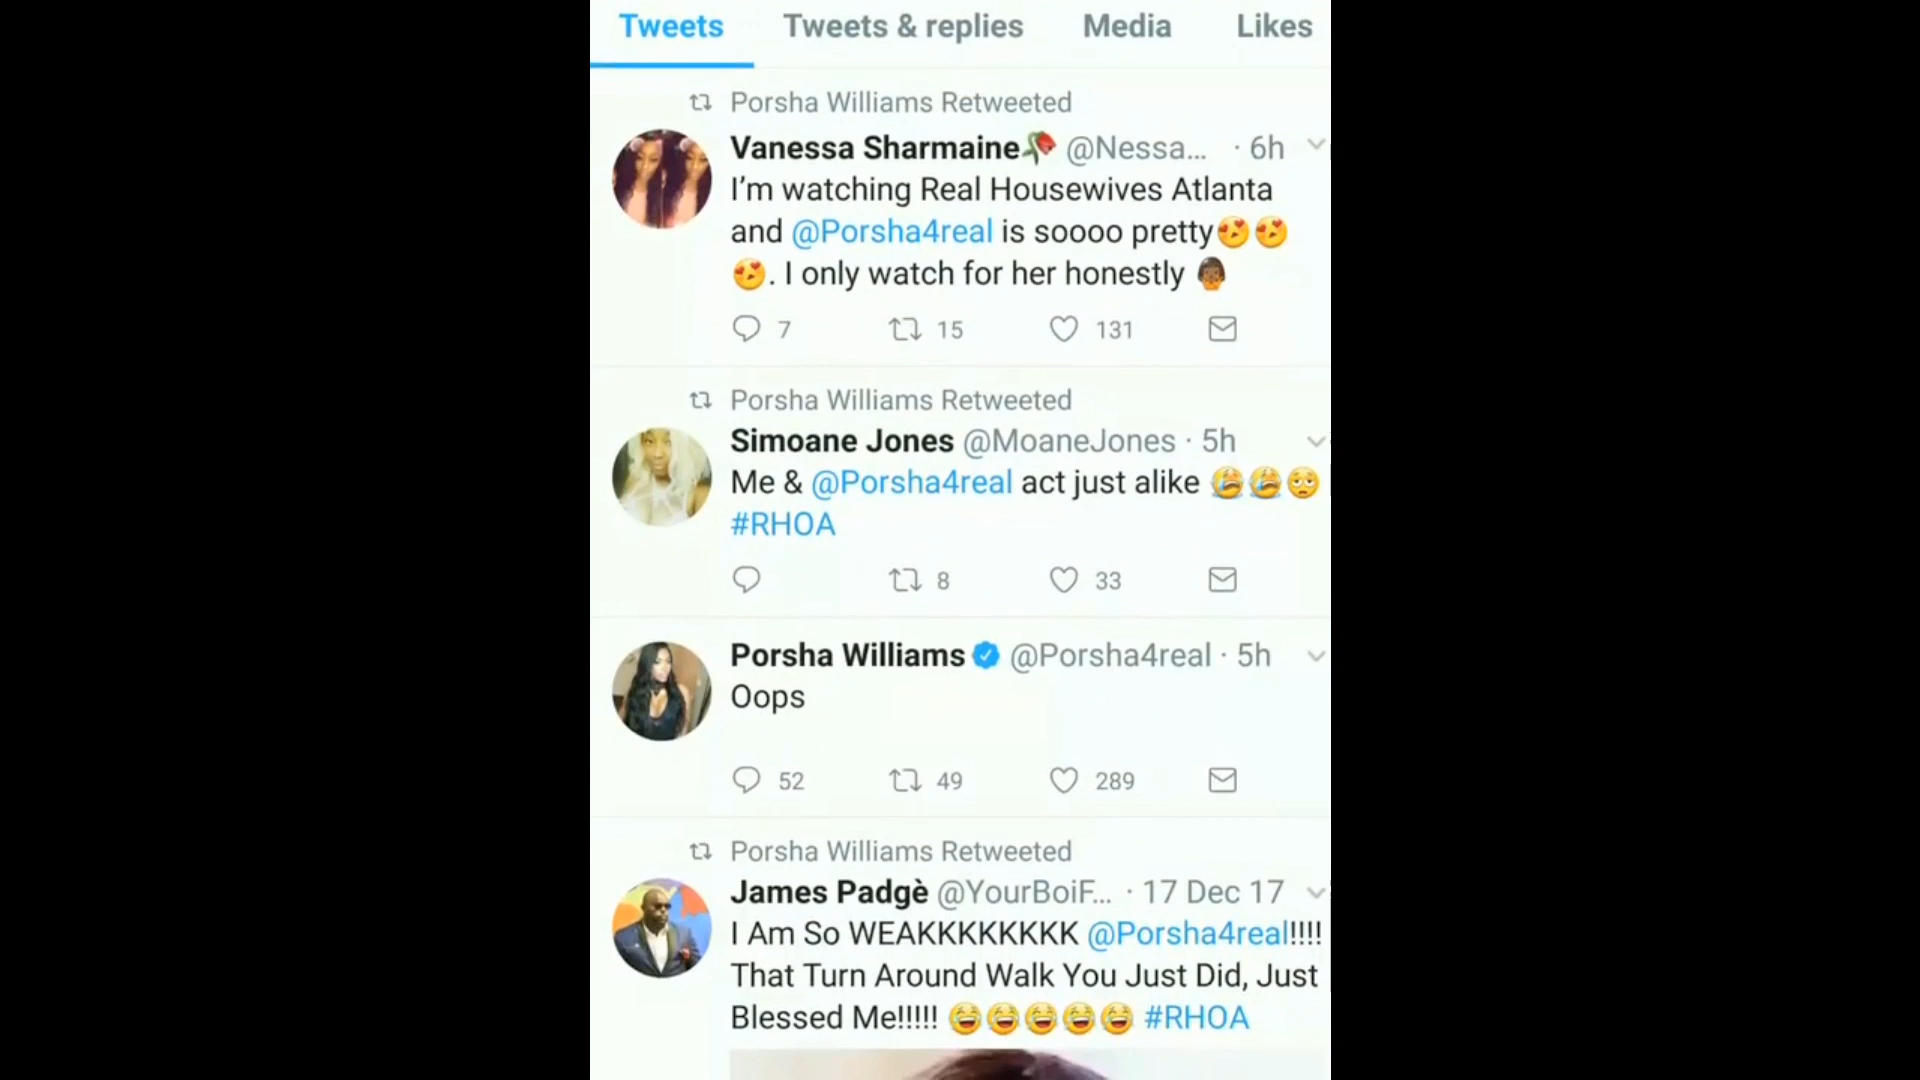 Tweets Tweets & replies Media Likes
Porsha Williams Retweeted
Vanessa Sharmaine🥀 @Nessa... · 6h
I'm watching Real Housewives Atlanta
and @Porsha4real is soooo pretty😍😍
😍. I only watch for her honestly
7 15 131
Porsha Williams Retweeted
Simoane Jones @MoaneJones · 5h
Me & @Porsha4real act just alike 😭😭😩
#RHOA
8 33
Porsha Williams @Porsha4real · 5h
Oops
52 49 289
Porsha Williams Retweeted
James Padgè @YourBoiF... · 17 Dec 17
I Am So WEAKKKKKKKK @Porsha4real!!!!
That Turn Around Walk You Just Did, Just
Blessed Me!!!!! 😂😂😂😂😂 #RHOA